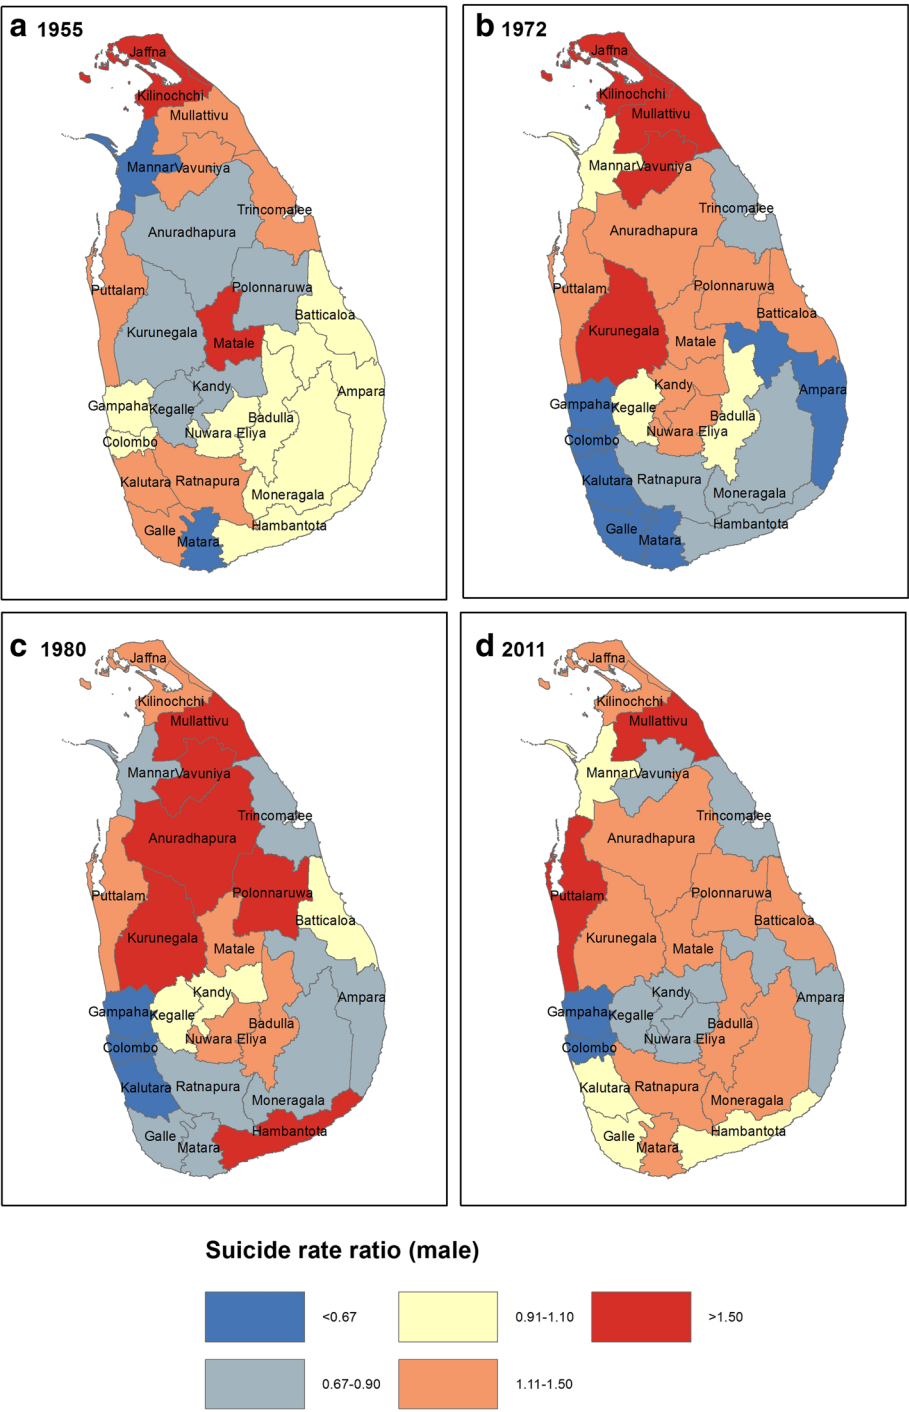 a 1955
Jaffna
Kilinochchi
Mullattivu
Mannar Vavuniya
Trincomalee
Anuradhapura
Puttalam
Polonnaruwa
Batticaloa
Kurunegala
Matale
Kandy
Ampara
Gampaha
Kegalle
Badulla
Nuwara Eliya
Colombo
Kalutara
Ratnapura
Moneragala
Galle
Hambantota
Matara
b 1972
Jaffna
Kilinochchi
Mullattivu
Mannar Vavuniya
Trincomalee
Anuradhapura
Puttalam
Polonnaruwa
Batticaloa
Kurunegala
Matale
Kandy
Ampara
Gampaha
Kegalle
Badulla
Nuwara Eliya
Colombo
Kalutara
Ratnapura
Moneragala
Galle
Hambantota
Matara
c 1980
Jaffna
Kilinochchi
Mullattivu
Mannar Vavuniya
Trincomalee
Anuradhapura
Puttalam
Polonnaruwa
Batticaloa
Kurunegala
Matale
Kandy
Ampara
Gampaha
Kegalle
Badulla
Nuwara Eliya
Colombo
Kalutara
Ratnapura
Moneragala
Galle
Hambantota
Matara
d 2011
Jaffna
Kilinochchi
Mullattivu
Mannar Vavuniya
Trincomalee
Anuradhapura
Puttalam
Polonnaruwa
Batticaloa
Kurunegala
Matale
Kandy
Ampara
Gampaha
Kegalle
Badulla
Nuwara Eliya
Colombo
Kalutara
Ratnapura
Moneragala
Galle
Hambantota
Matara
Suicide rate ratio (male)
<0.67
0.91-1.10
>1.50
0.67-0.90
1.11-1.50